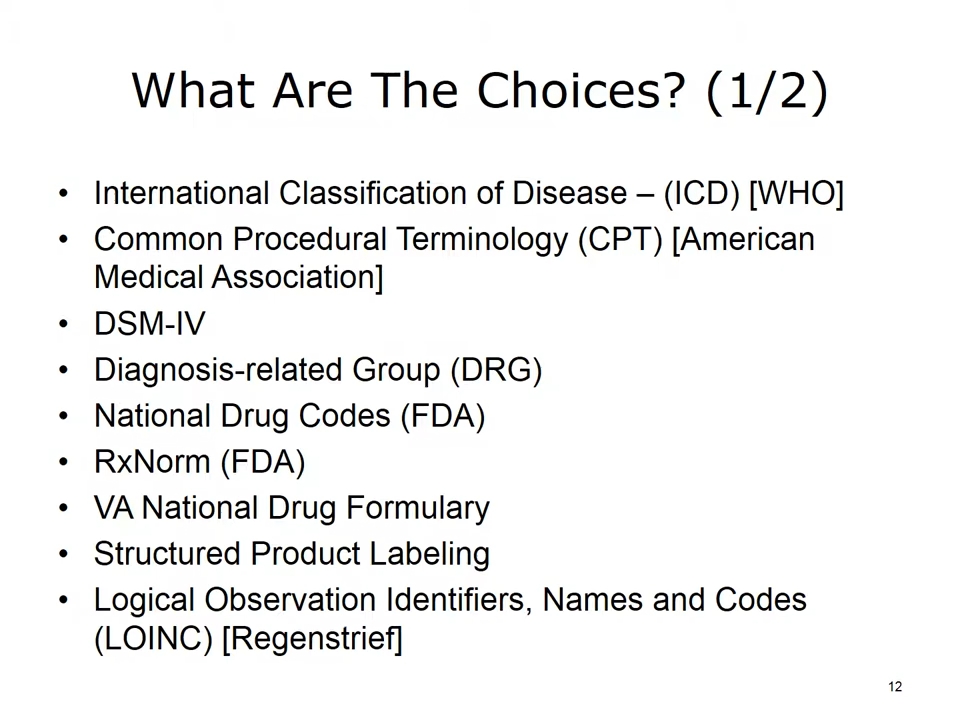 What Are The Choices? (1/2)
• International Classification of Disease – (ICD) [WHO]
• Common Procedural Terminology (CPT) [American
Medical Association]
• DSM-IV
• Diagnosis-related Group (DRG)
• National Drug Codes (FDA)
• RxNorm (FDA)
• VA National Drug Formulary
• Structured Product Labeling
• Logical Observation Identifiers, Names and Codes
(LOINC) [Regenstrief]
12